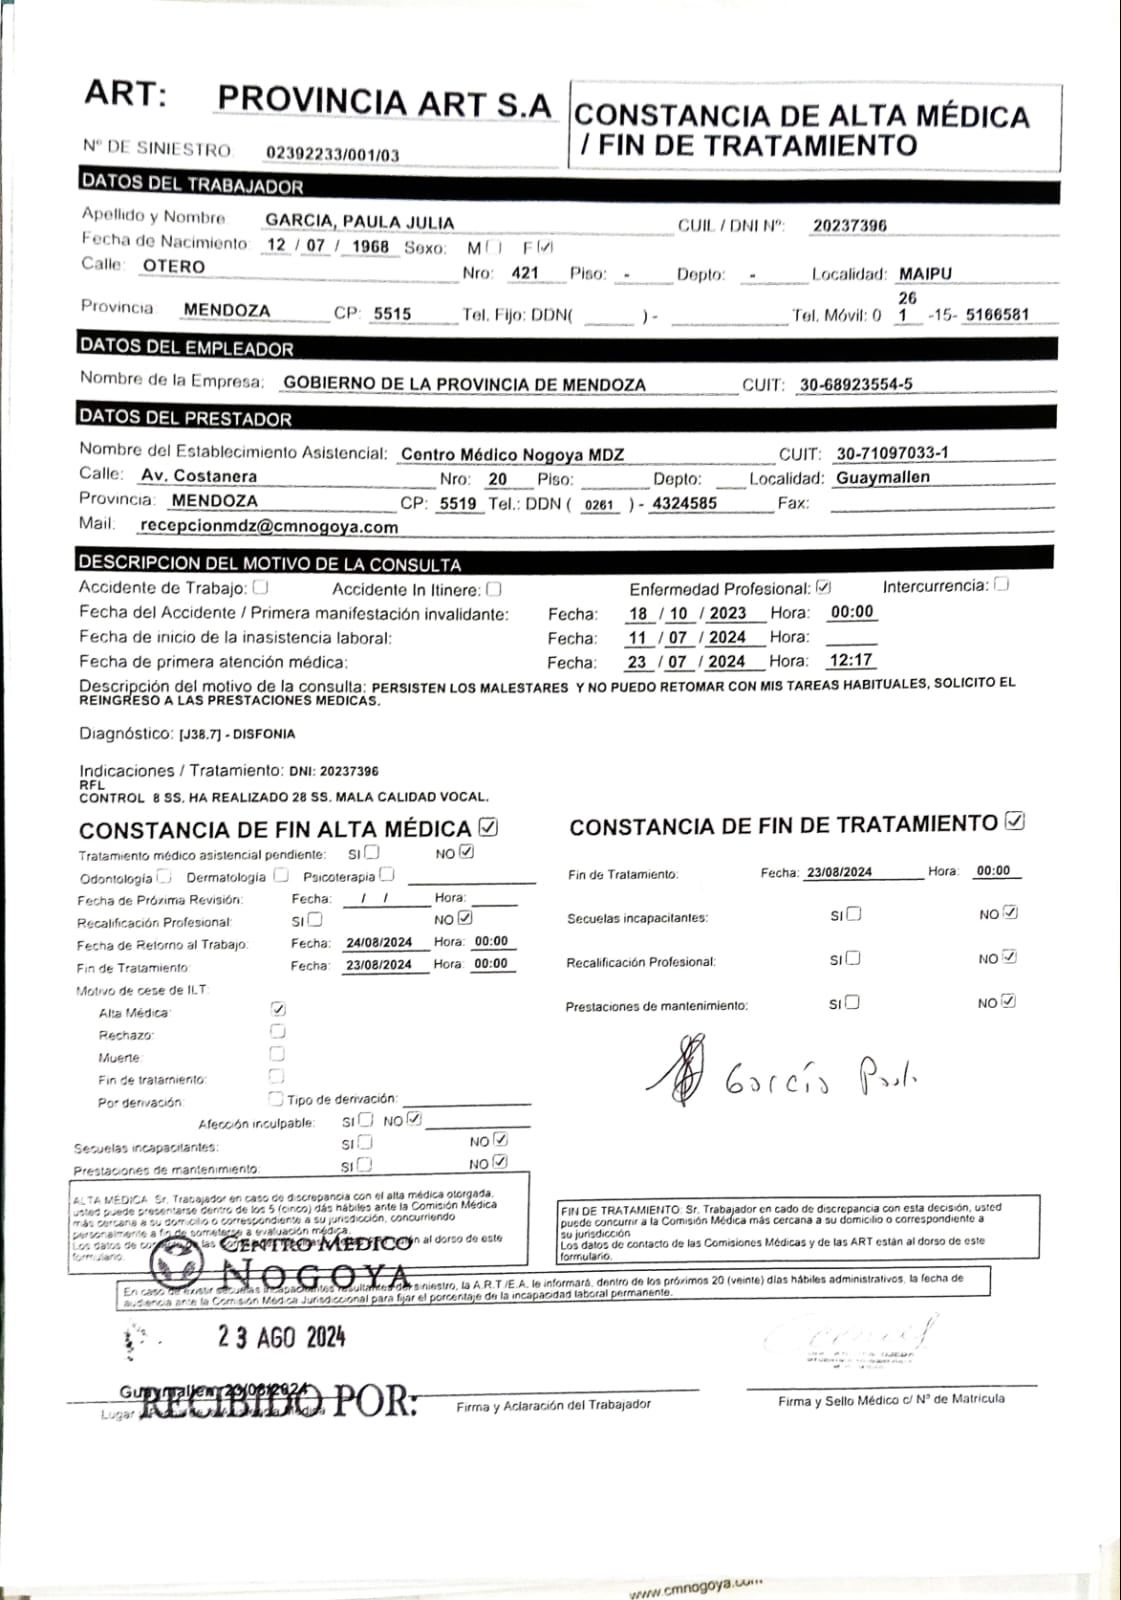 ART: PROVINCIA ART S.A
CONSTANCIA DE ALTA MÉDICA
/ FIN DE TRATAMIENTO
Nº DE SINIESTRO 02392233/001/03
DATOS DEL TRABAJADOR
Apellido y Nombre GARCIA, PAULA JULIA CUIL / DNI Nº: 20237396
Fecha de Nacimiento 12 / 07 / 1968 Sexo: M F
Calle: OTERO Nro: 421 Piso: - Depto: - Localidad: MAIPU
Provincia MENDOZA CP: 5515 Tel. Fijo: DDN( ) - Tel. Móvil: 0 26 1 -15- 5166581
DATOS DEL EMPLEADOR
Nombre de la Empresa: GOBIERNO DE LA PROVINCIA DE MENDOZA CUIT: 30-68923554-5
DATOS DEL PRESTADOR
Nombre del Establecimiento Asistencial: Centro Médico Nogoya MDZ CUIT: 30-71097033-1
Calle: Av. Costanera Nro: 20 Piso: Depto: Localidad: Guaymallen
Provincia: MENDOZA CP: 5519 Tel.: DDN ( 0261 ) - 4324585 Fax:
Mail: recepcionmdz@cmnogoya.com
DESCRIPCION DEL MOTIVO DE LA CONSULTA
Accidente de Trabajo: Accidente In Itinere: Enfermedad Profesional: Intercurrencia:
Fecha del Accidente / Primera manifestación invalidante: Fecha: 18 / 10 / 2023 Hora: 00:00
Fecha de inicio de la inasistencia laboral: Fecha: 11 / 07 / 2024 Hora:
Fecha de primera atención médica: Fecha: 23 / 07 / 2024 Hora: 12:17
Descripción del motivo de la consulta: PERSISTEN LOS MALESTARES Y NO PUEDO RETOMAR CON MIS TAREAS HABITUALES, SOLICITO EL
REINGRESO A LAS PRESTACIONES MEDICAS.
Diagnóstico: [J38.7] - DISFONIA
Indicaciones / Tratamiento: DNI: 20237396
RFL
CONTROL 8 SS. HA REALIZADO 28 SS. MALA CALIDAD VOCAL.
CONSTANCIA DE FIN ALTA MÉDICA
Tratamiento médico asistencial pendiente: SI NO
Odontología Dermatología Psicoterapia
Fecha de Próxima Revisión: Fecha: / / Hora:
Recalificación Profesional: SI NO
Fecha de Retorno al Trabajo: Fecha: 24/08/2024 Hora: 00:00
Fin de Tratamiento: Fecha: 23/08/2024 Hora: 00:00
Motivo de cese de ILT:
Alta Médica:
Rechazo:
Muerte:
Fin de tratamiento:
Por derivación: Tipo de derivación:
Afección inculpable: SI NO
Secuelas incapacitantes: SI NO
Prestaciones de mantenimiento: SI NO
CONSTANCIA DE FIN DE TRATAMIENTO
Fin de Tratamiento: Fecha: 23/08/2024 Hora: 00:00
Secuelas incapacitantes: SI NO
Recalificación Profesional: SI NO
Prestaciones de mantenimiento: SI NO
García Paula
ALTA MEDICA Sr. Trabajador en caso de discrepancia con el alta médica otorgada,
usted puede presentarse dentro de los 5 (cinco) dás hábiles ante la Comisión Médica
más cercana a su domicilio o correspondiente a su jurisdicción, concurriendo
personalmente a fin de someterse a evaluación médica.
Los datos de las al dorso de este
formulario.
FIN DE TRATAMIENTO: Sr. Trabajador en cado de discrepancia con esta decisión, usted
puede concurrir a la Comisión Médica más cercana a su domicilio o correspondiente a
su jurisdicción
Los datos de contacto de las Comisiones Médicas y de las ART están al dorso de este
formulario.
CENTRO MEDICO
NOGOYA
En caso de existir secuelas incapacitantes resultantes del siniestro, la A.R.T /E.A. le informará, dentro de los próximos 20 (veinte) días hábiles administrativos, la fecha de
audiencia ante la Comisión Médica Jurisdiccional para fijar el porcentaje de la incapacidad laboral permanente.
23 AGO 2024
Guaymallen, 23/08/2024
RECIBIDO POR:
Lugar
Firma y Aclaración del Trabajador
Firma y Sello Médico c/ Nº de Matrícula
www.cmnogoya.com